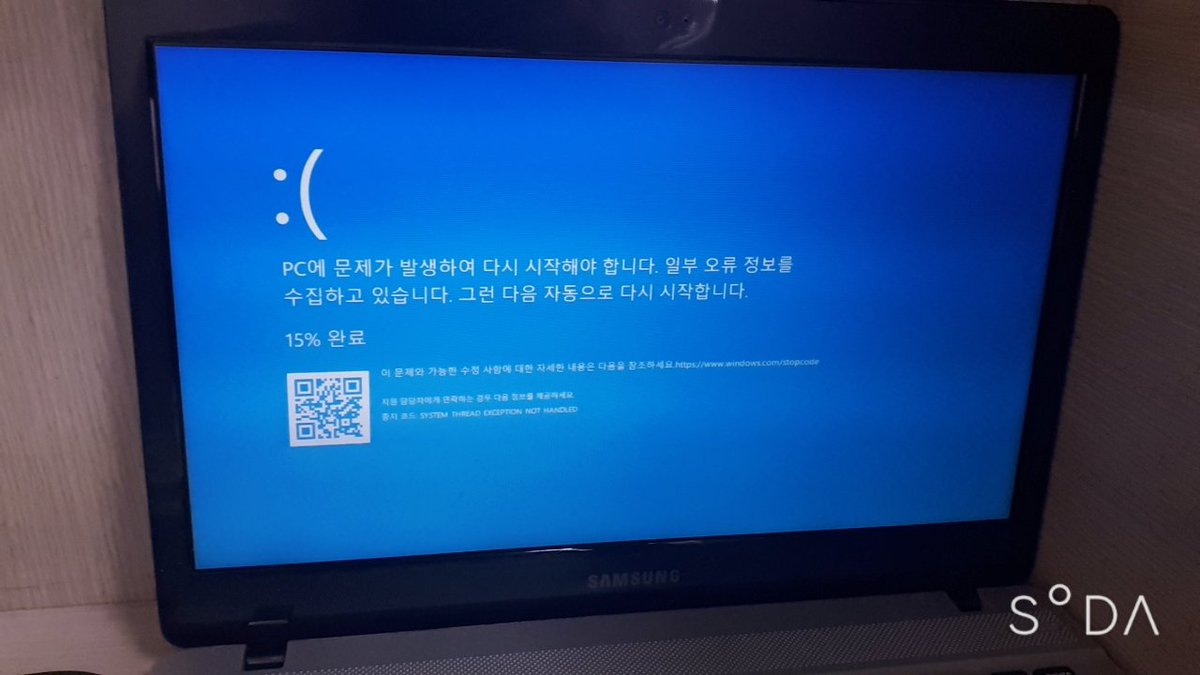 :(
PC에 문제가 발생하여 다시 시작해야 합니다. 일부 오류 정보를
수집하고 있습니다. 그런 다음 자동으로 다시 시작합니다.
15% 완료
이 문제와 가능한 수정 사항에 대한 자세한 내용은 다음을 참조하세요.https://www.windows.com/stopcode
지원 담당자에게 연락하는 경우 다음 정보를 제공하세요.
중지 코드: SYSTEM THREAD EXCEPTION NOT HANDLED
SAMSUNG
SODA